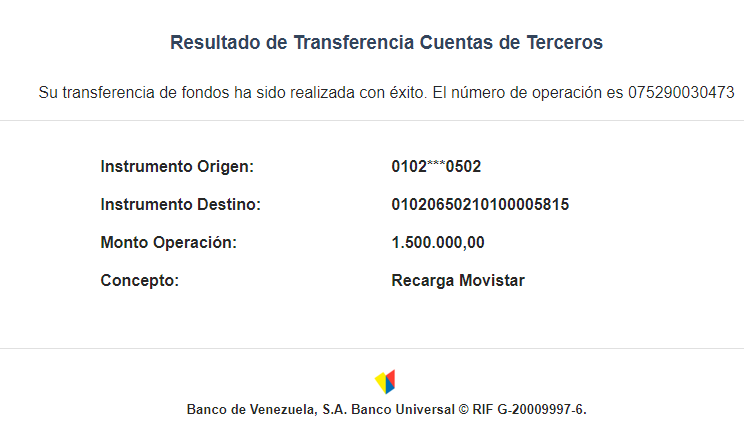 Resultado de Transferencia Cuentas de Terceros
Su transferencia de fondos ha sido realizada con éxito. El número de operación es 075290030473
Instrumento Origen: 0102***0502
Instrumento Destino: 01020650210100005815
Monto Operación: 1.500.000,00
Concepto: Recarga Movistar
Banco de Venezuela, S.A. Banco Universal © RIF G-20009997-6.